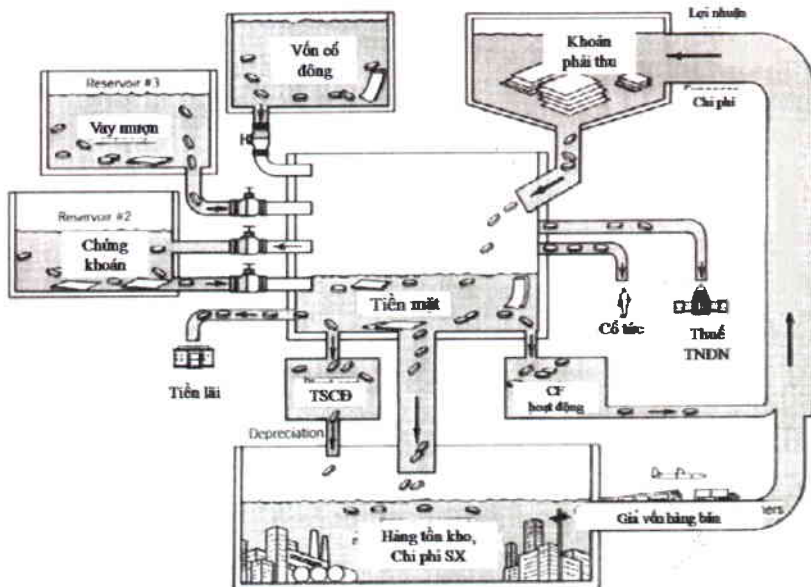 Lợi nhuận
Vốn cổ
đông
Khoản
phải thu
Reservoir #3
Vay mượn
Chi phí
Reservoir #2
Chứng
khoán
Tiền mặt
Cổ tức
Thuế
TNDN
Tiền lãi
TSCĐ
CF
hoạt động
Depreciation
Hàng tồn kho,
Chi phí SX
Giá vốn hàng bán